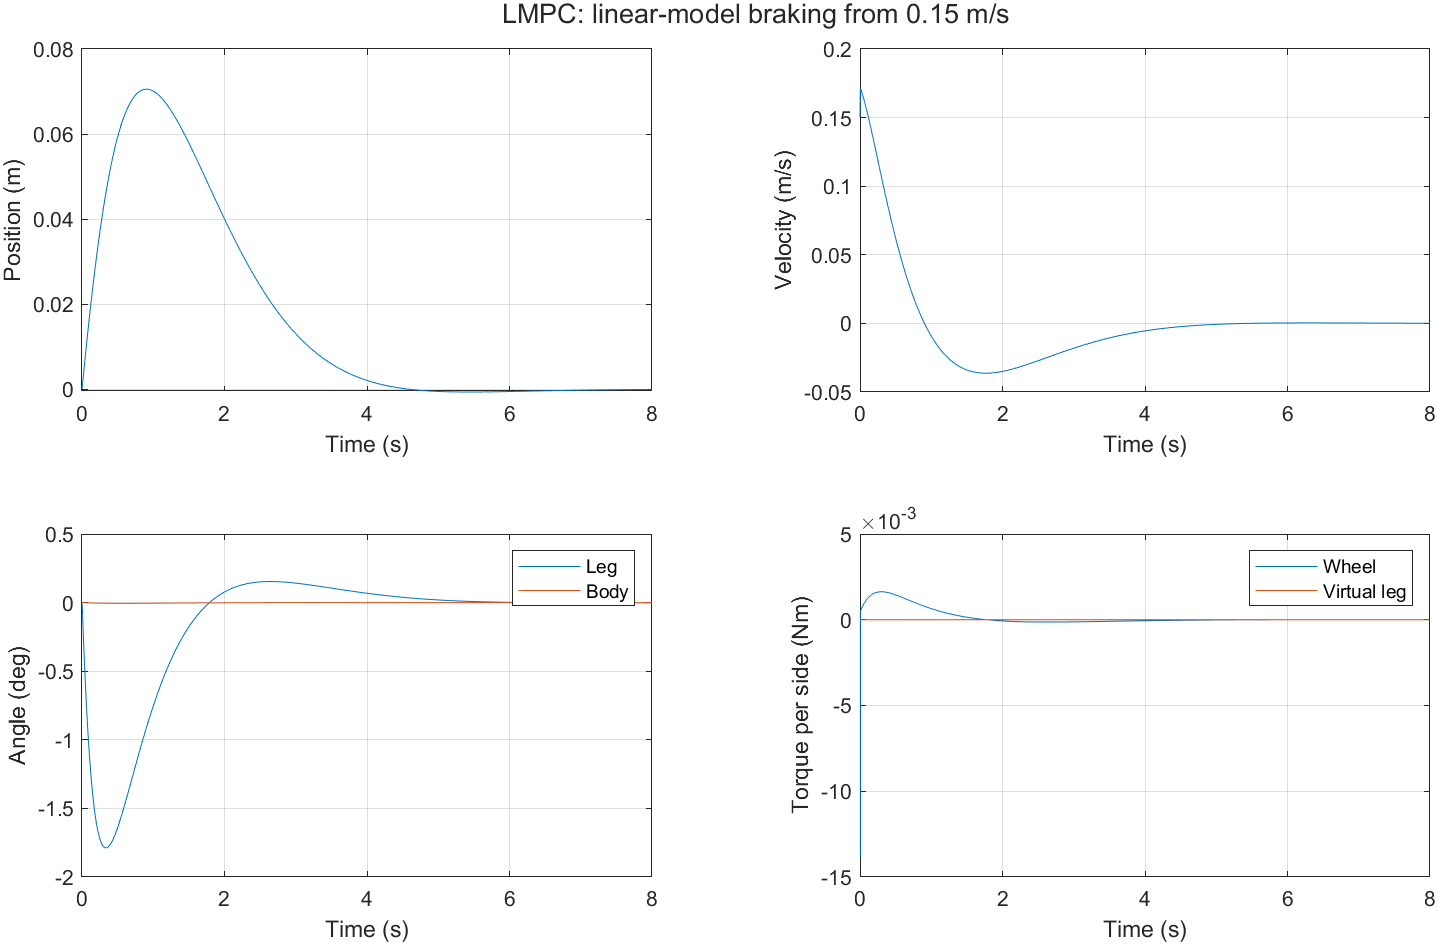 LMPC: linear-model braking from 0.15 m/s
0.08
0.06
0.04
0.02
0
Position (m)
0 2 4 6 8
Time (s)
0.2
0.15
0.1
0.05
0
-0.05
Velocity (m/s)
0 2 4 6 8
Time (s)
0.5
0
-0.5
-1
-1.5
-2
Angle (deg)
Leg
Body
0 2 4 6 8
Time (s)
×10-3
5
0
-5
-10
-15
Torque per side (Nm)
Wheel
Virtual leg
0 2 4 6 8
Time (s)